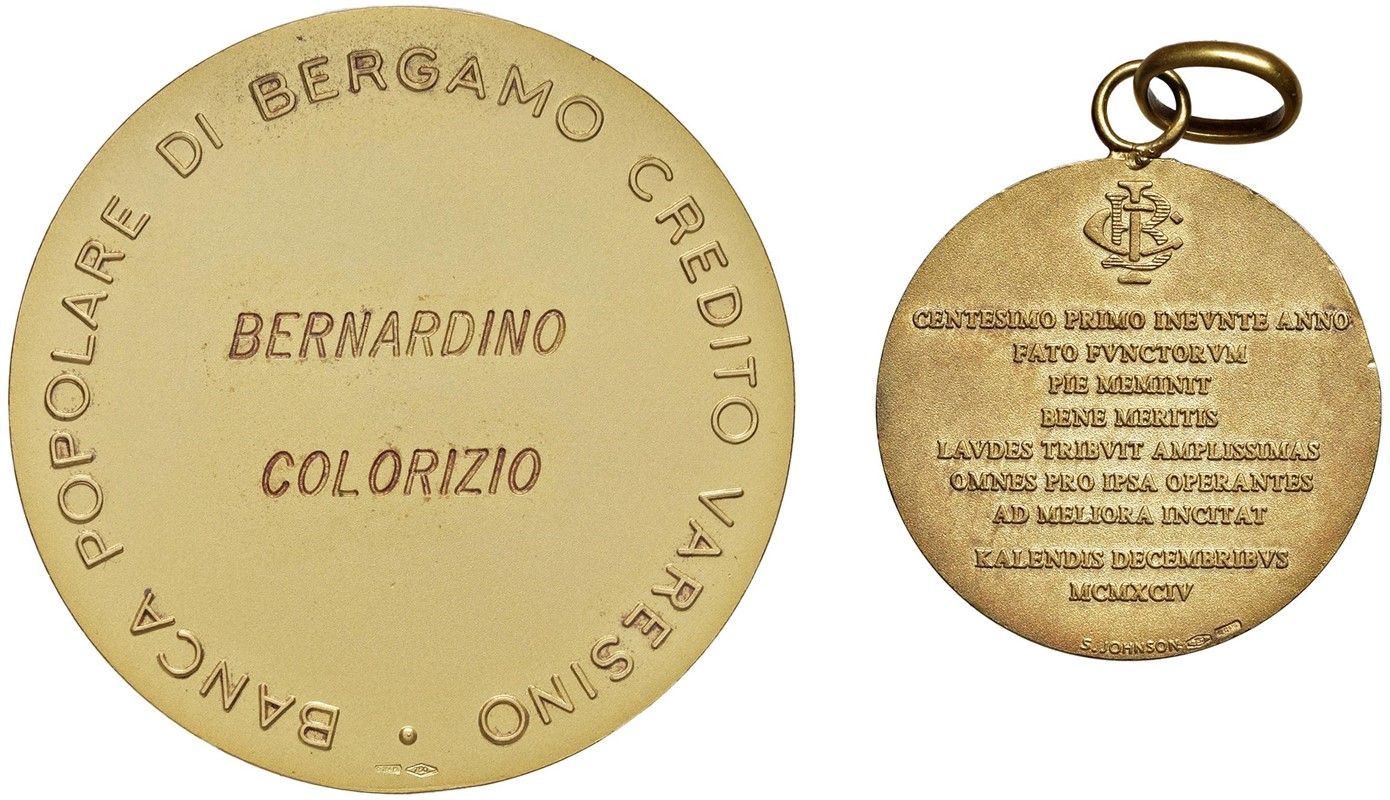 BANCA POPOLARE DI BERGAMO CREDITO VARESINO
BERNARDINO
COLORIZIO
CENTESIMO PRIMO INEVNTE ANNO
FATO FVNCTORVM
PIE MEMINIT
BENE MERITIS
LAVDES TRIBVIT AMPLISSIMAS
OMNES PRO IPSA OPERANTES
AD MELIORA INCITAT
KALENDIS DECEMBRIBVS
MCMXCIV
S. JOHNSON